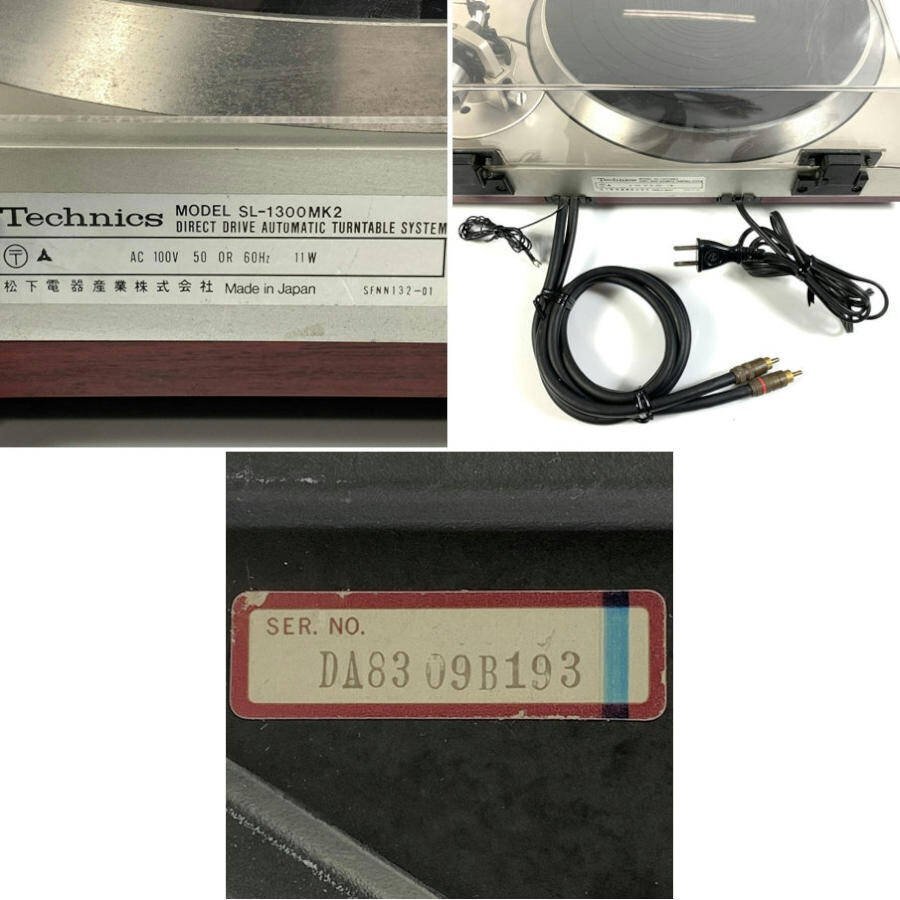 Technics MODEL SL-1300MK2
DIRECT DRIVE AUTOMATIC TURNTABLE SYSTEM
〒 AC 100V 50 OR 60Hz 11W
松下電器産業株式会社 Made in Japan SFNN132-01
Technics
SER. NO.
DA83 09B193